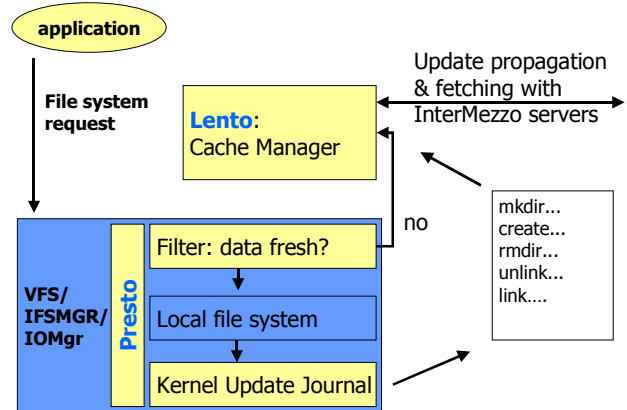 application
File system
request
Lento:
Cache Manager
Update propagation
& fetching with
InterMezzo servers
no
mkdir...
create...
rmdir...
unlink...
link....
VFS/
IFSMGR/
IOMgr
Presto
Filter: data fresh?
Local file system
Kernel Update Journal